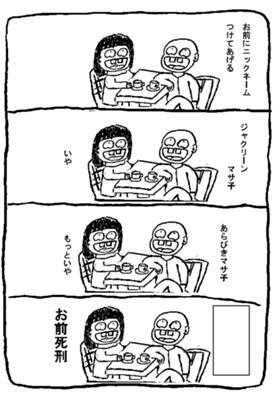 お前にニックネーム
つけてあげる
ジャクリーン
マサ子
いや
あらびきマサ子
もっといや
お前死刑